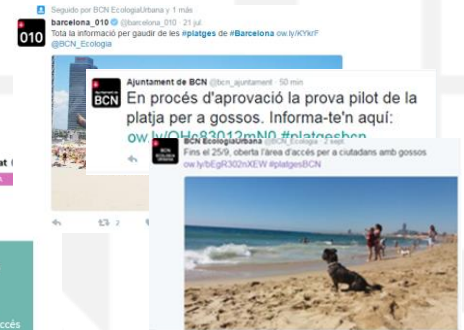 Seguido por BCN EcologiaUrbana y 1 más
010
barcelona_010 @barcelona_010 · 21 jul
Tota la informació per gaudir de les #platges de #Barcelona ow.ly/KYkrF
@BCN_Ecologia
BCN
Ajuntament de BCN @bcn_ajuntament · 50 min
En procés d'aprovació la prova pilot de la
platja per a gossos. Informa-te'n aquí:
#platgesbcn
BCN EcologiaUrbana @BCN_Ecologia · 2 sept.
Fins el 25/9, oberta l'àrea d'accés per a ciutadans amb gossos
ow.ly/bEgR302nXEW #platgesBCN
at
ccés